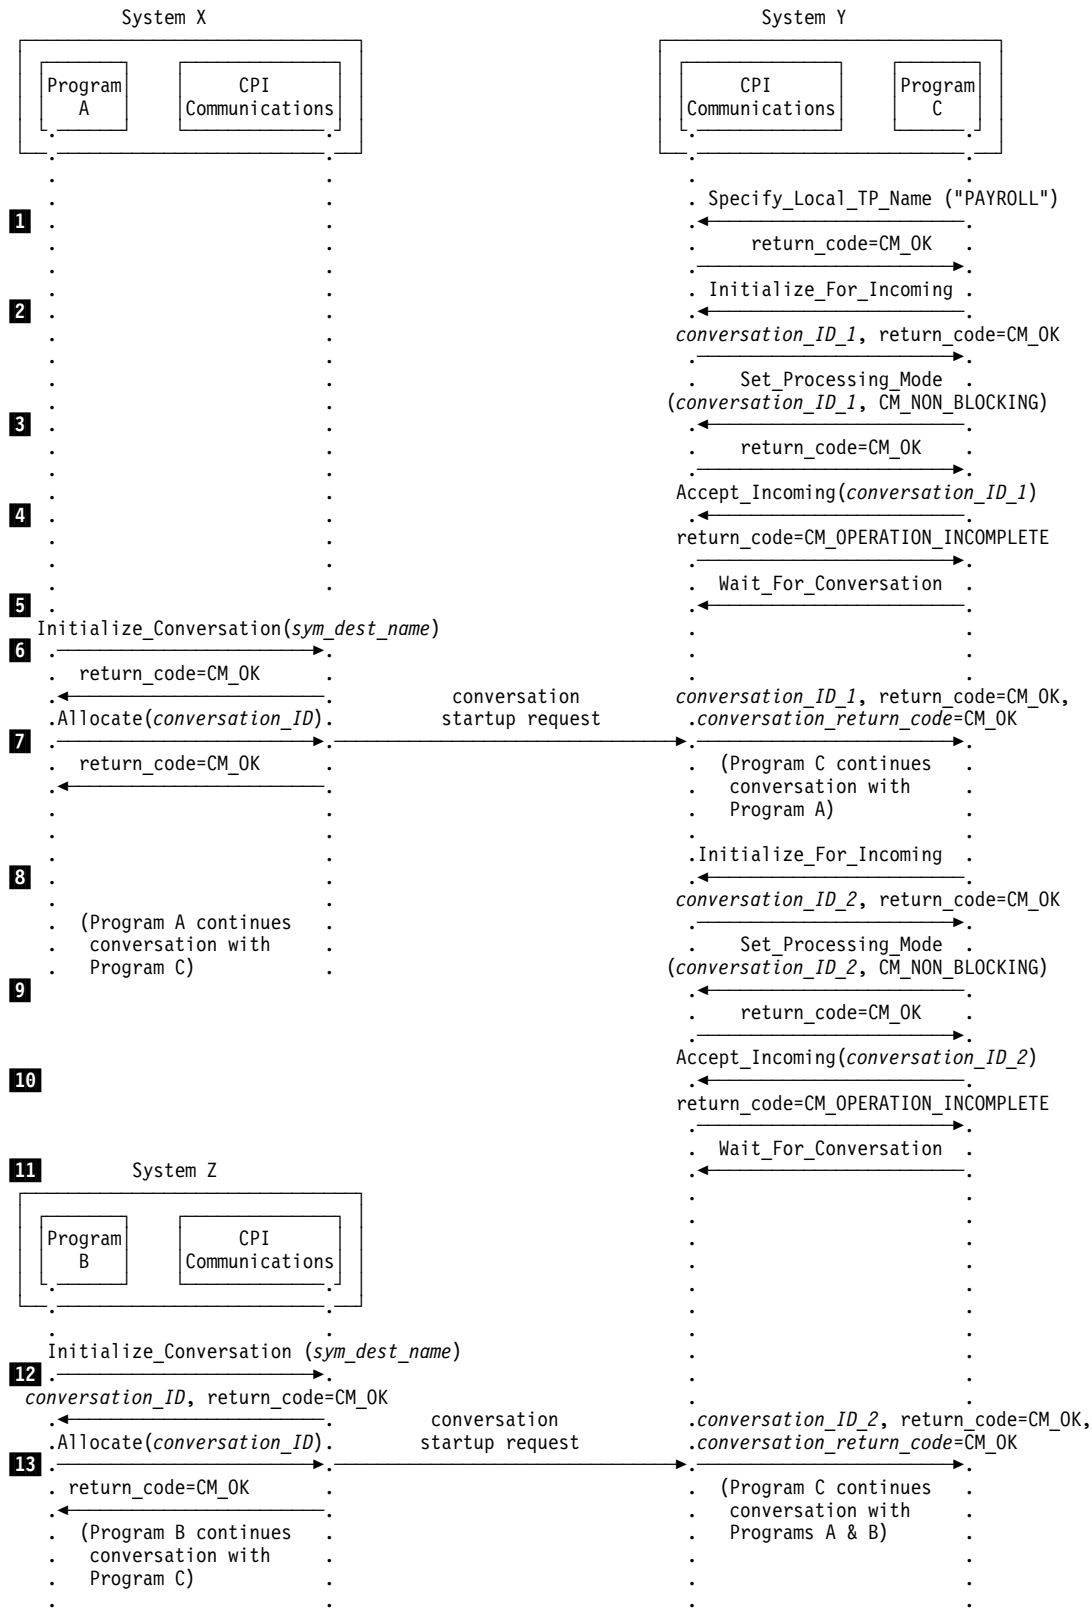 System X
System Y
Program
A
CPI
Communications
CPI
Communications
Program
C
Specify_Local_TP_Name ("PAYROLL")
1
return_code=CM_OK
Initialize_For_Incoming
2
conversation_ID_1, return_code=CM_OK
Set_Processing_Mode
(conversation_ID_1, CM_NON_BLOCKING)
3
return_code=CM_OK
Accept_Incoming(conversation_ID_1)
4
return_code=CM_OPERATION_INCOMPLETE
Wait_For_Conversation
5
Initialize_Conversation(sym_dest_name)
6
return_code=CM_OK
conversation
startup request
conversation_ID_1, return_code=CM_OK,
conversation_return_code=CM_OK
Allocate(conversation_ID)
7
return_code=CM_OK
(Program C continues
conversation with
Program A)
Initialize_For_Incoming
8
conversation_ID_2, return_code=CM_OK
(Program A continues
conversation with
Program C)
Set_Processing_Mode
(conversation_ID_2, CM_NON_BLOCKING)
9
return_code=CM_OK
Accept_Incoming(conversation_ID_2)
10
return_code=CM_OPERATION_INCOMPLETE
Wait_For_Conversation
11
System Z
Program
B
CPI
Communications
Initialize_Conversation (sym_dest_name)
12
conversation_ID, return_code=CM_OK
conversation
startup request
conversation_ID_2, return_code=CM_OK,
conversation_return_code=CM_OK
Allocate(conversation_ID)
13
return_code=CM_OK
(Program C continues
conversation with
Programs A & B)
(Program B continues
conversation with
Program C)